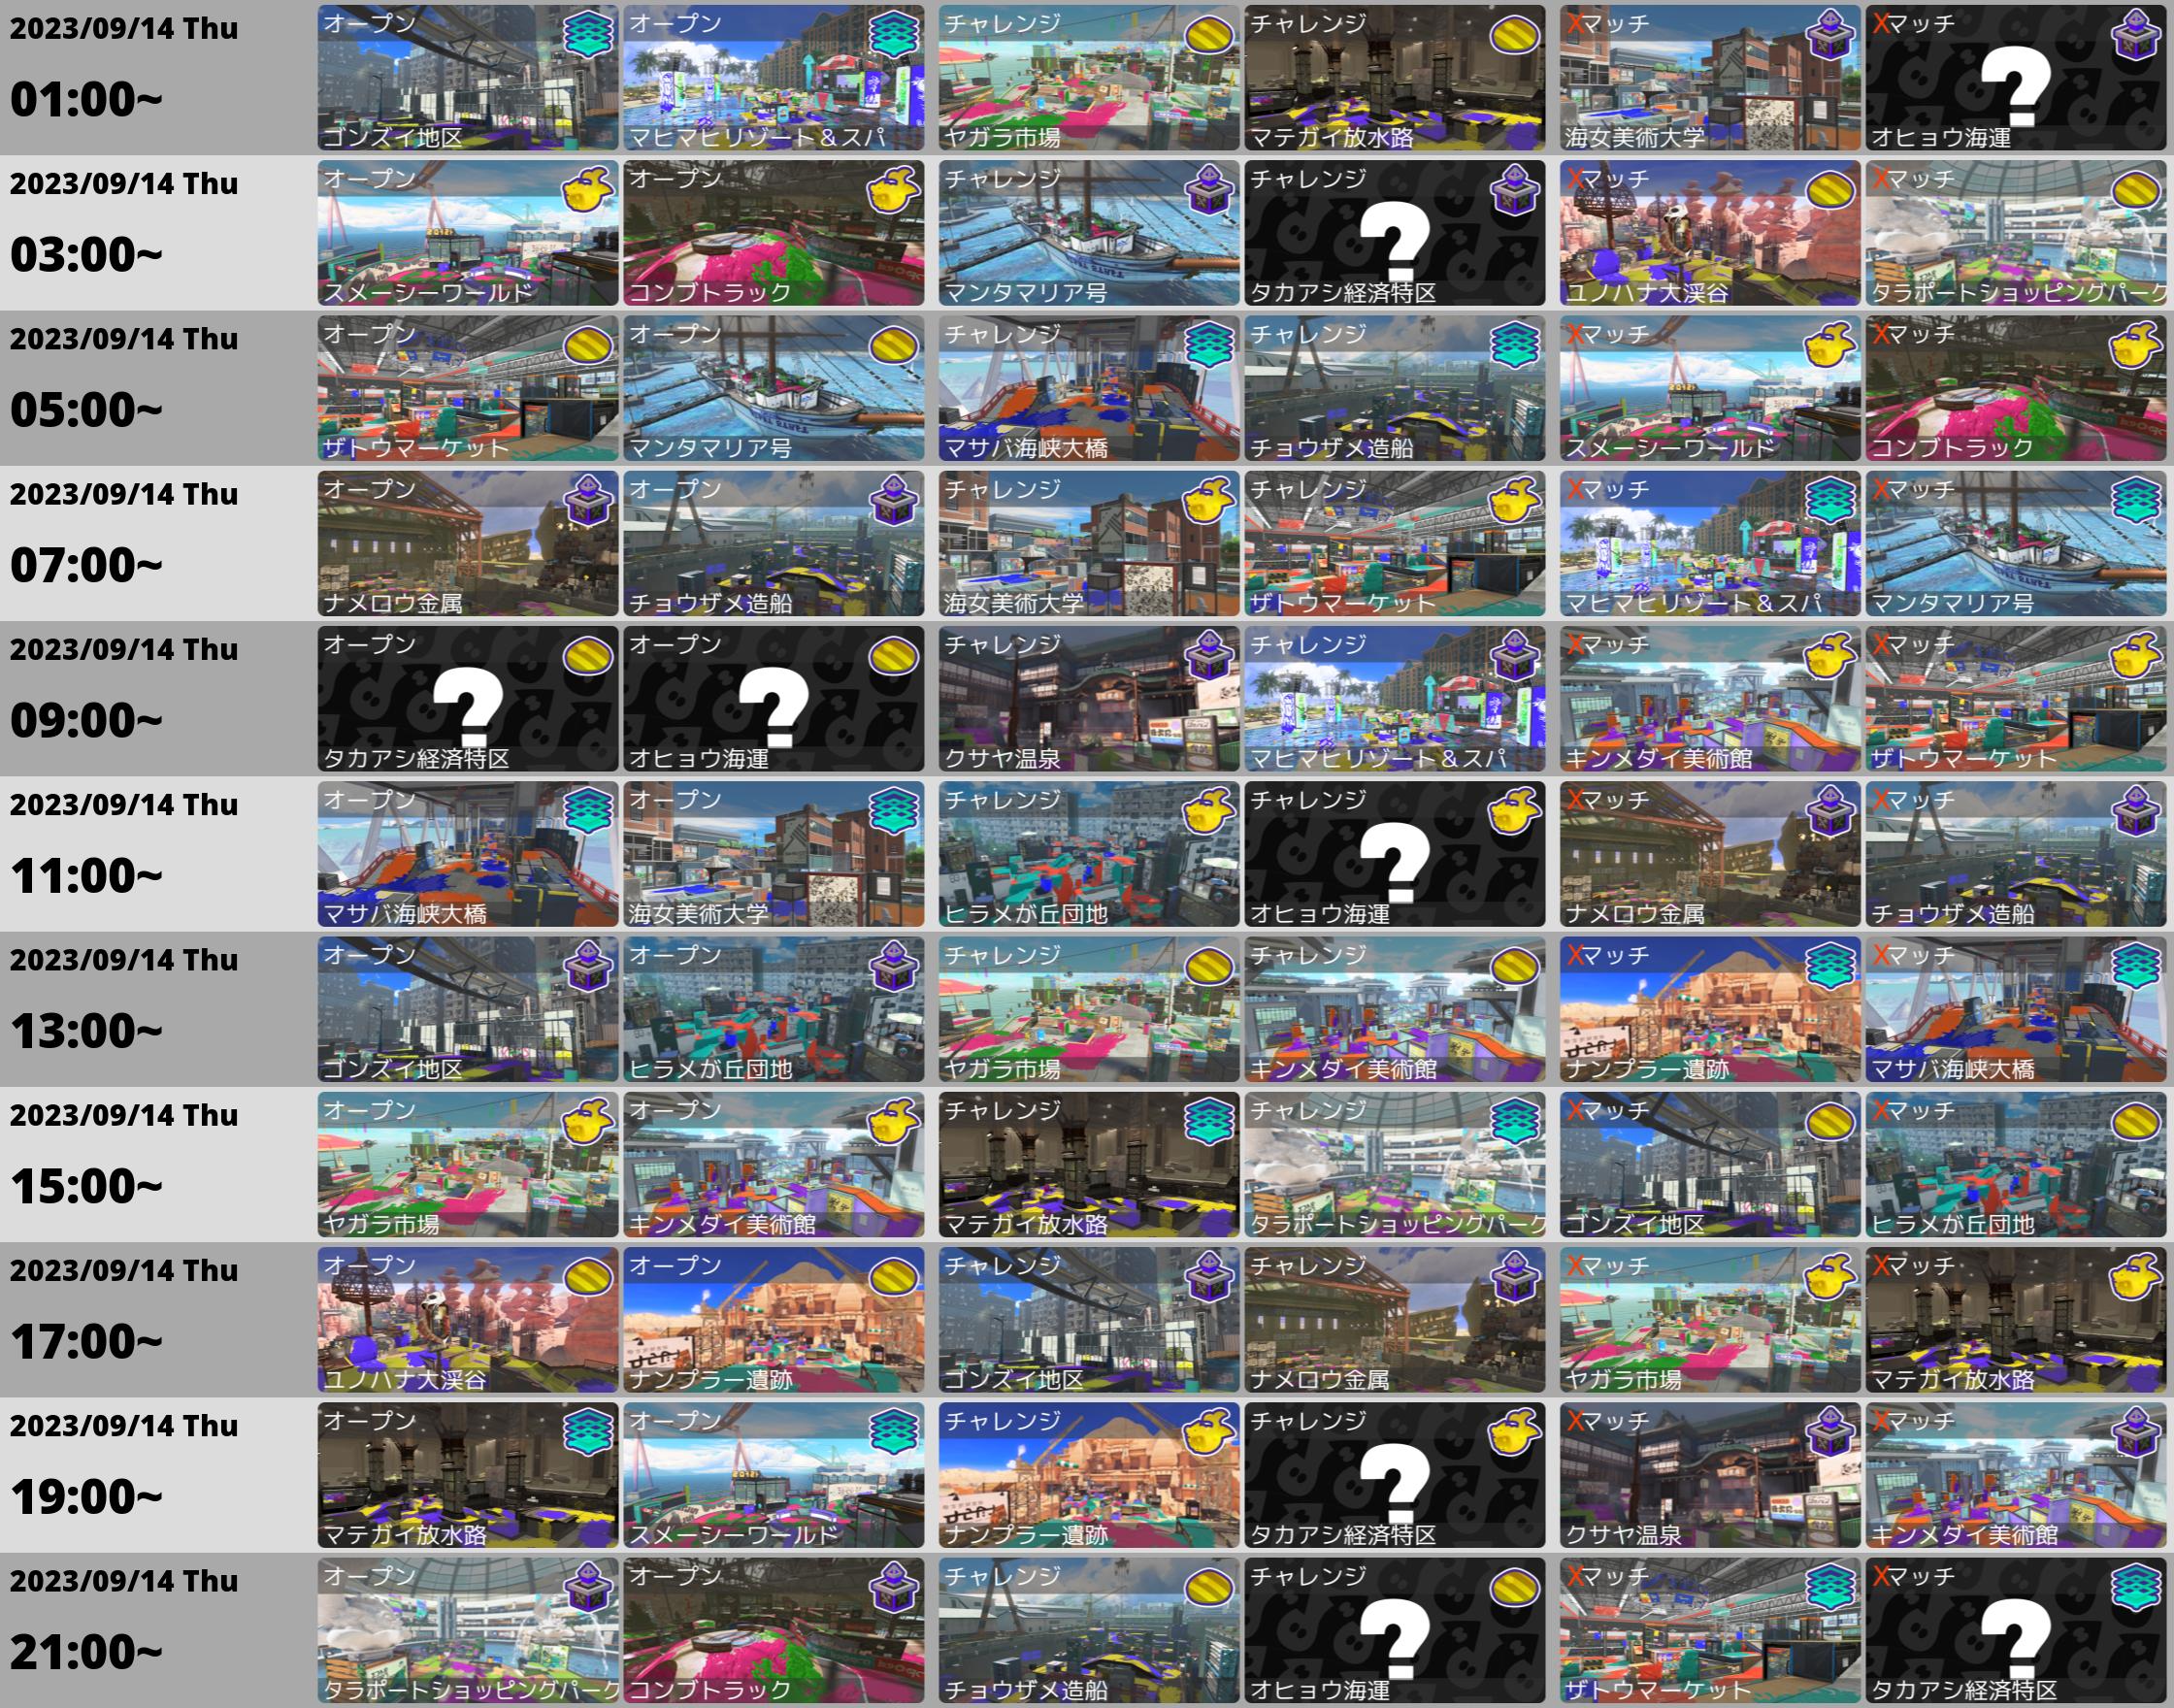 2023/09/14 Thu
01:00~
オープン
ゴンズイ地区
オープン
マヒマヒリゾート＆スパ
チャレンジ
ヤガラ市場
チャレンジ
マテガイ放水路
Xマッチ
海女美術大学
Xマッチ
?
オヒョウ海運
2023/09/14 Thu
03:00~
オープン
スメーシーワールド
オープン
コンブトラック
チャレンジ
マンタマリア号
チャレンジ
?
タカアシ経済特区
Xマッチ
ユノハナ大渓谷
Xマッチ
タラポートショッピングパーク
2023/09/14 Thu
05:00~
オープン
ザトウマーケット
オープン
マンタマリア号
チャレンジ
マサバ海峡大橋
チャレンジ
チョウザメ造船
Xマッチ
スメーシーワールド
Xマッチ
コンブトラック
2023/09/14 Thu
07:00~
オープン
ナメロウ金属
オープン
チョウザメ造船
チャレンジ
海女美術大学
チャレンジ
ザトウマーケット
Xマッチ
マヒマヒリゾート＆スパ
Xマッチ
マンタマリア号
2023/09/14 Thu
09:00~
オープン
?
タカアシ経済特区
オープン
?
オヒョウ海運
チャレンジ
クサヤ温泉
チャレンジ
マヒマヒリゾート＆スパ
Xマッチ
キンメダイ美術館
Xマッチ
ザトウマーケット
2023/09/14 Thu
11:00~
オープン
マサバ海峡大橋
オープン
海女美術大学
チャレンジ
ヒラメが丘団地
チャレンジ
?
オヒョウ海運
Xマッチ
ナメロウ金属
Xマッチ
チョウザメ造船
2023/09/14 Thu
13:00~
オープン
ゴンズイ地区
オープン
ヒラメが丘団地
チャレンジ
ヤガラ市場
チャレンジ
キンメダイ美術館
Xマッチ
ナンプラー遺跡
Xマッチ
マサバ海峡大橋
2023/09/14 Thu
15:00~
オープン
ヤガラ市場
オープン
キンメダイ美術館
チャレンジ
マテガイ放水路
チャレンジ
タラポートショッピングパーク
Xマッチ
ゴンズイ地区
Xマッチ
ヒラメが丘団地
2023/09/14 Thu
17:00~
オープン
ユノハナ大渓谷
オープン
ナンプラー遺跡
チャレンジ
ゴンズイ地区
チャレンジ
ナメロウ金属
Xマッチ
ヤガラ市場
Xマッチ
マテガイ放水路
2023/09/14 Thu
19:00~
オープン
マテガイ放水路
オープン
スメーシーワールド
チャレンジ
ナンプラー遺跡
チャレンジ
?
タカアシ経済特区
Xマッチ
クサヤ温泉
Xマッチ
キンメダイ美術館
2023/09/14 Thu
21:00~
オープン
タラポートショッピングパーク
オープン
コンブトラック
チャレンジ
チョウザメ造船
チャレンジ
?
オヒョウ海運
Xマッチ
ザトウマーケット
Xマッチ
?
タカアシ経済特区